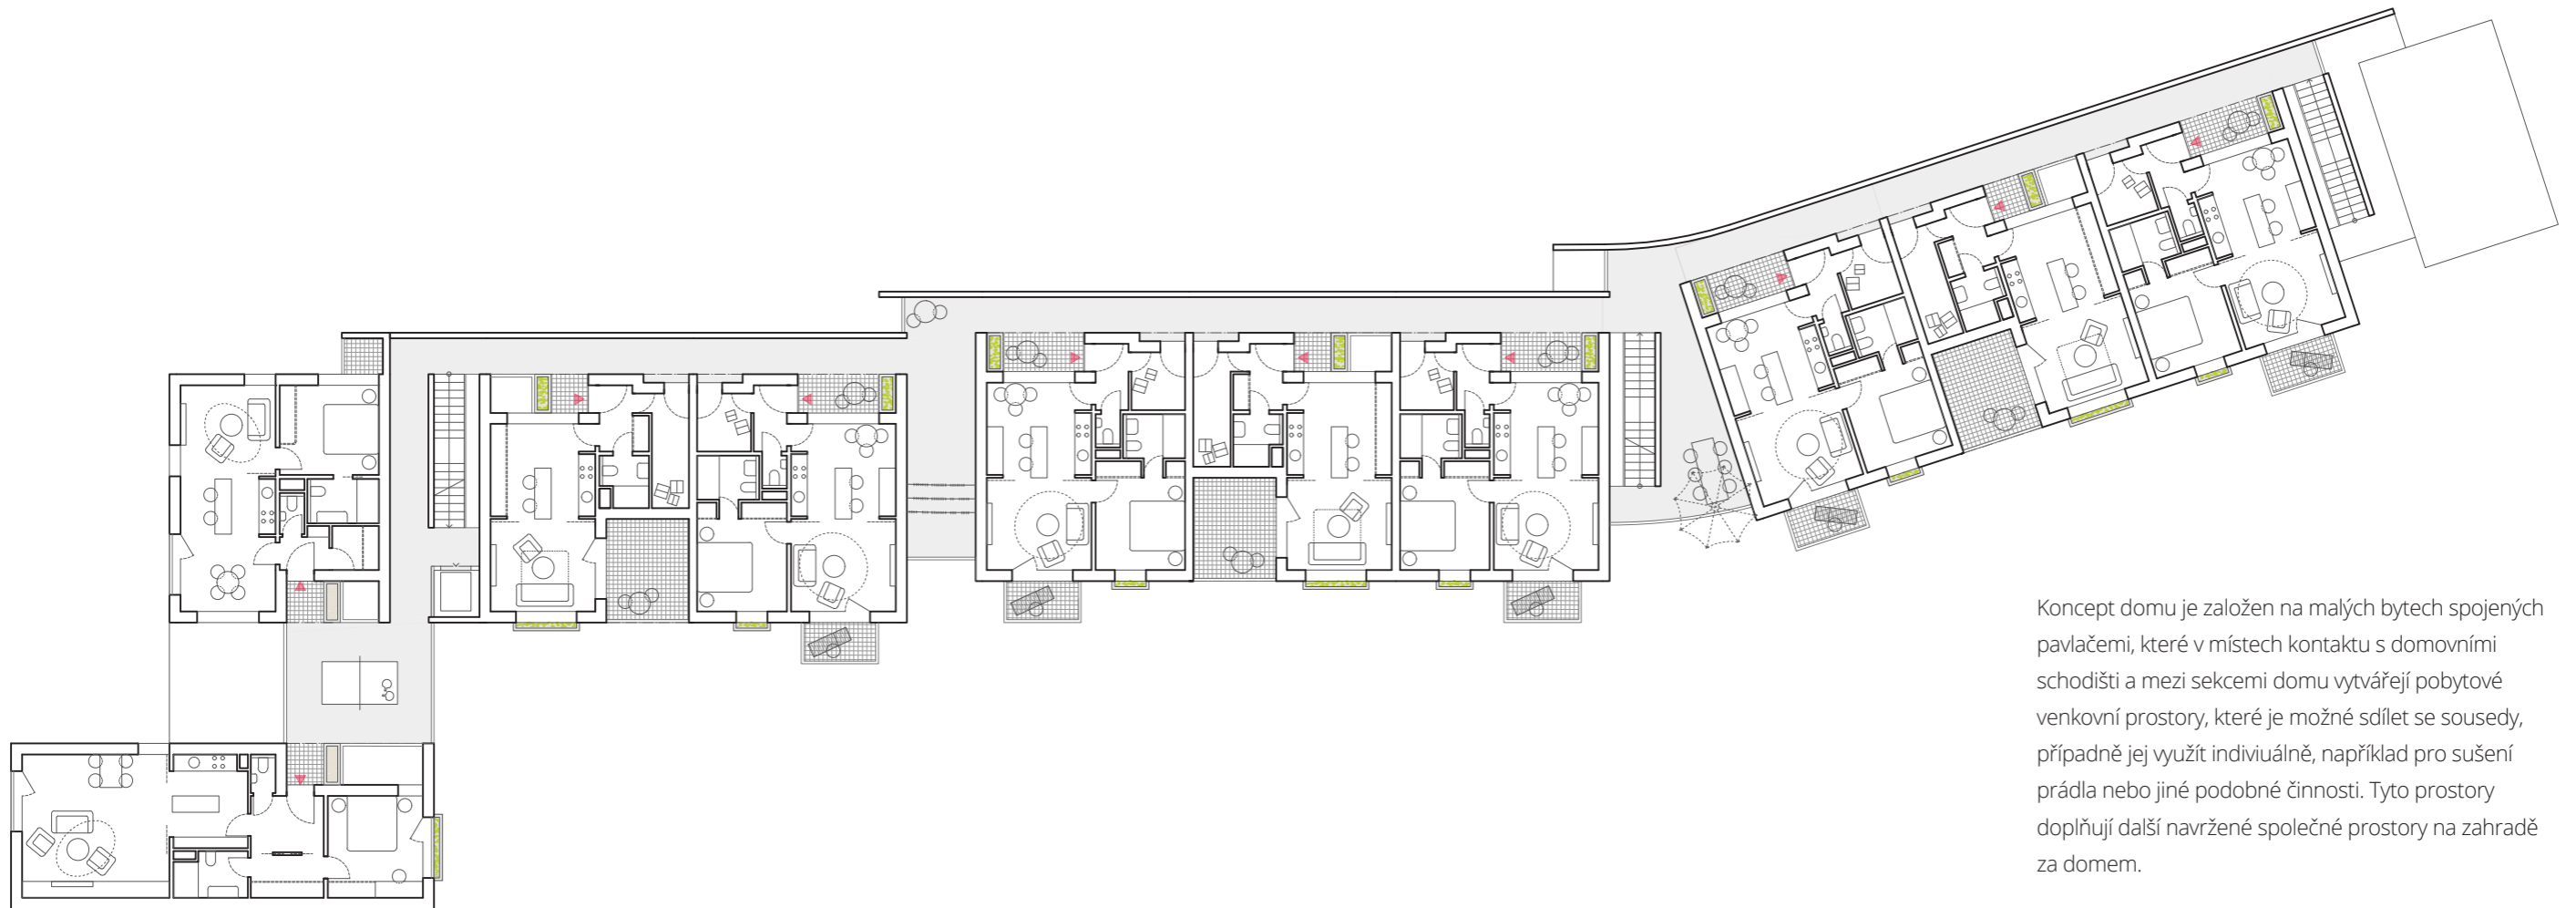 Koncept domu je založen na malých bytech spojených
pavlačemi, které v místech kontaktu s domovními
schodišti a mezi sekcemi domu vytvářejí pobytové
venkovní prostory, které je možné sdílet se sousedy,
případně jej využít indiviuálně, například pro sušení
prádla nebo jiné podobné činnosti. Tyto prostory
doplňují další navržené společné prostory na zahradě
za domem.